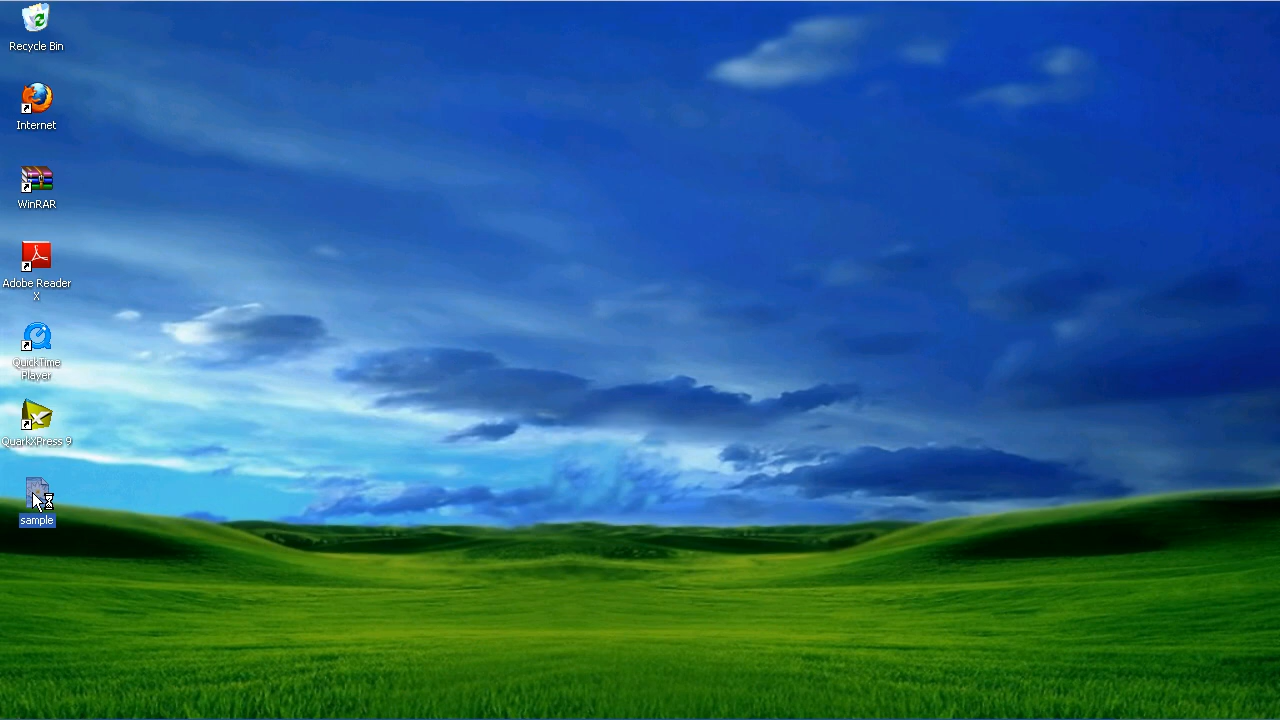 Recycle Bin
Internet
WinRAR
Adobe Reader
X
QuickTime
Player
QuarkXPress 9
sample